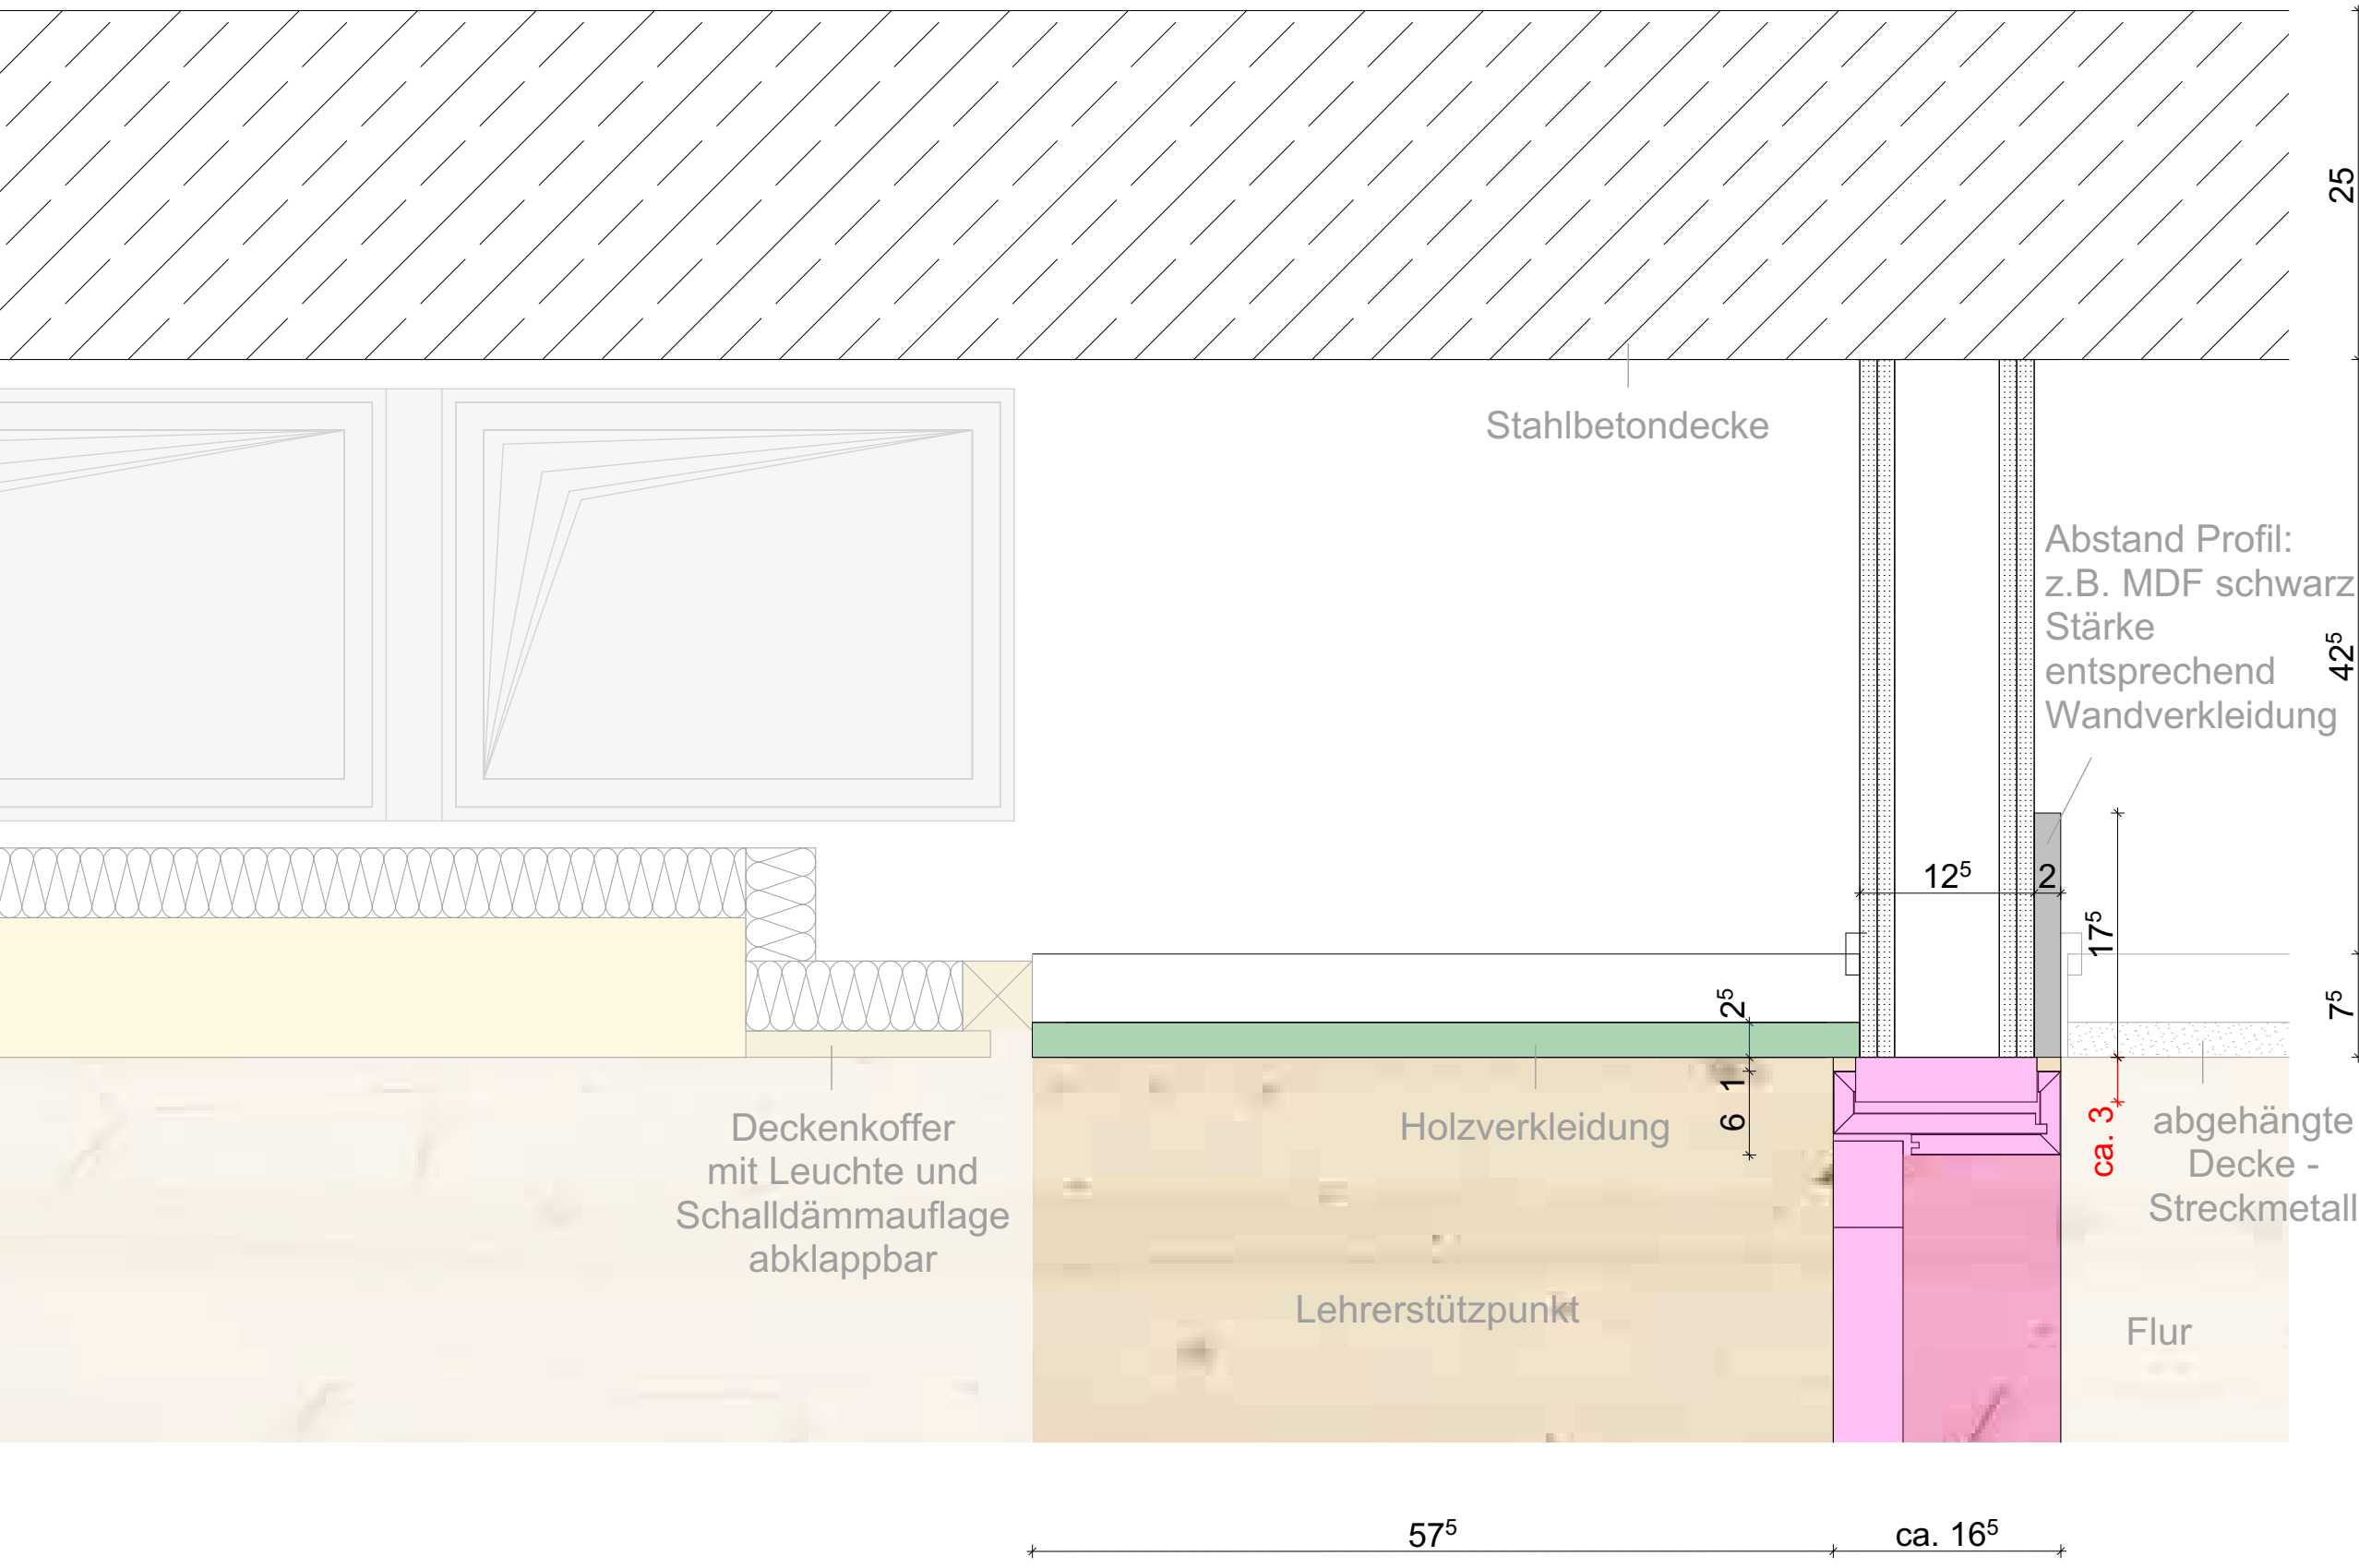 25
Stahlbetondecke
Abstand Profil:
z.B. MDF schwarz
Stärke
entsprechend
Wandverkleidung
42⁵
12⁵
2
17⁵
2⁵
7⁵
1
6
ca. 3
Deckenkoffer
mit Leuchte und
Schalldämmauflage
abklappbar
Holzverkleidung
abgehängte
Decke -
Streckmetall
Lehrerstützpunkt
Flur
57⁵
ca. 16⁵